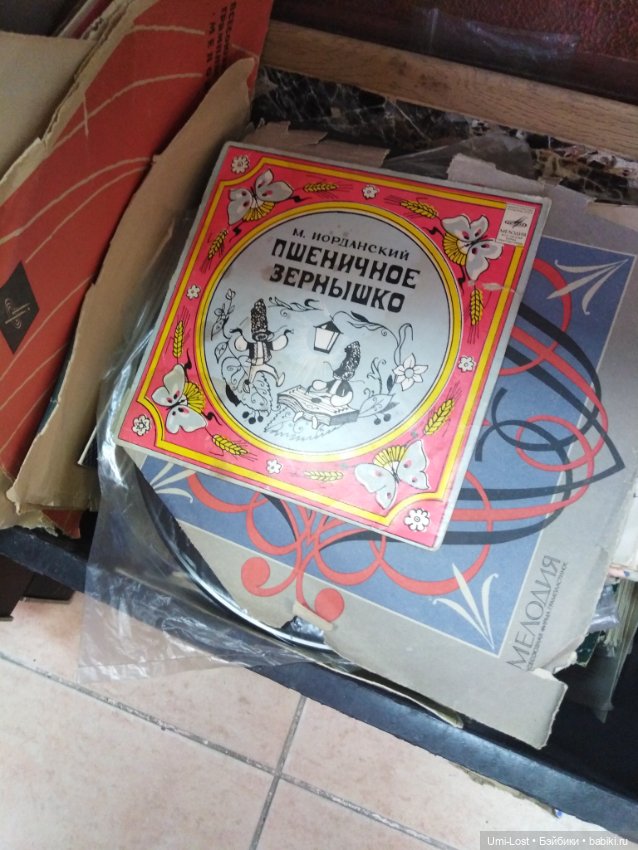 М. ИОРДАНСКИЙ
ПШЕНИЧНОЕ
ЗЕРНЫШКО
МЕЛОДИЯ
МЕЛОДИЯ
Umi-Lost • Бэйбики • babiki.ru